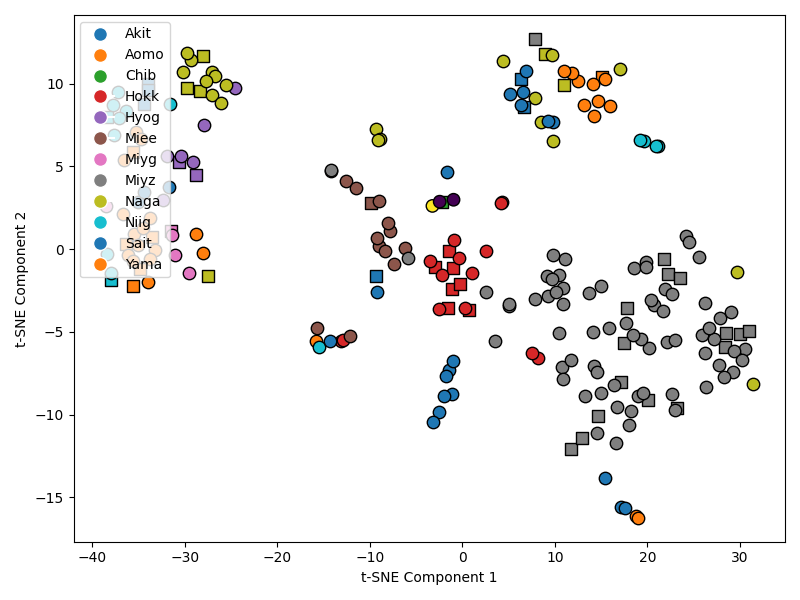 Akit
Aomo
Chib
Hokk
Hyog
Miee
Miyg
Miyz
Naga
Niig
Sait
Yama
t-SNE Component 2
10
5
0
−5
−10
−15
−40
−30
−20
−10
0
10
20
30
t-SNE Component 1